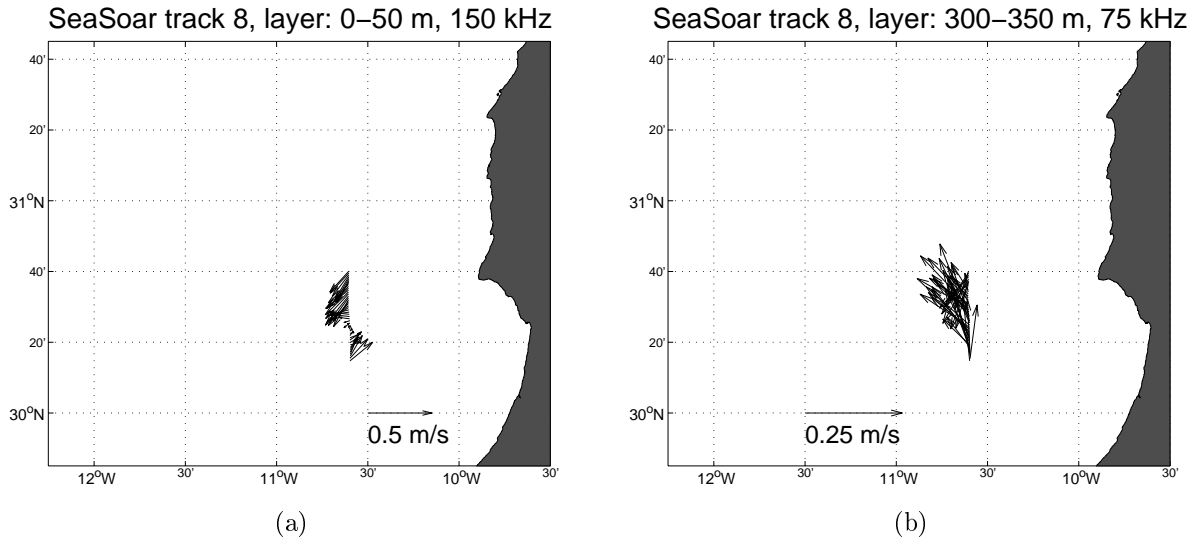 SeaSoar track 8, layer: 0−50 m, 150 kHz
40'
20'
31°N
40'
20'
30°N
0.5 m/s
12°W 30' 11°W 30' 10°W 30'
(a)
SeaSoar track 8, layer: 300−350 m, 75 kHz
40'
20'
31°N
40'
20'
30°N
0.25 m/s
12°W 30' 11°W 30' 10°W 30'
(b)